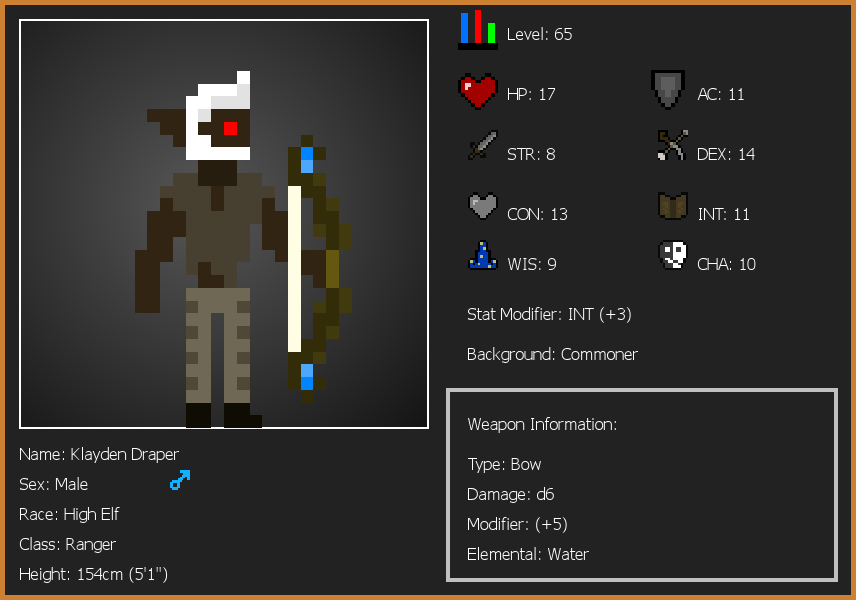 Level: 65
HP: 17
AC: 11
STR: 8
DEX: 14
CON: 13
INT: 11
WIS: 9
CHA: 10
Stat Modifier: INT (+3)
Background: Commoner
Weapon Information:
Type: Bow
Damage: d6
Modifier: (+5)
Elemental: Water
Name: Klayden Draper
Sex: Male
Race: High Elf
Class: Ranger
Height: 154cm (5'1")